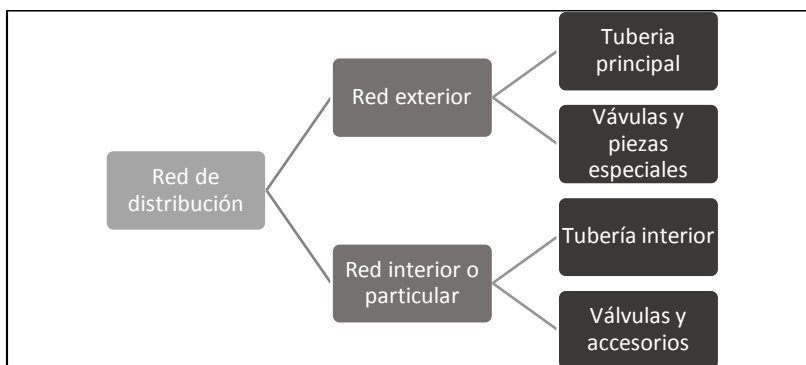 Red de
distribución
Red exterior
Tuberia
principal
Vávulas y
piezas
especiales
Red interior o
particular
Tubería interior
Válvulas y
accesorios